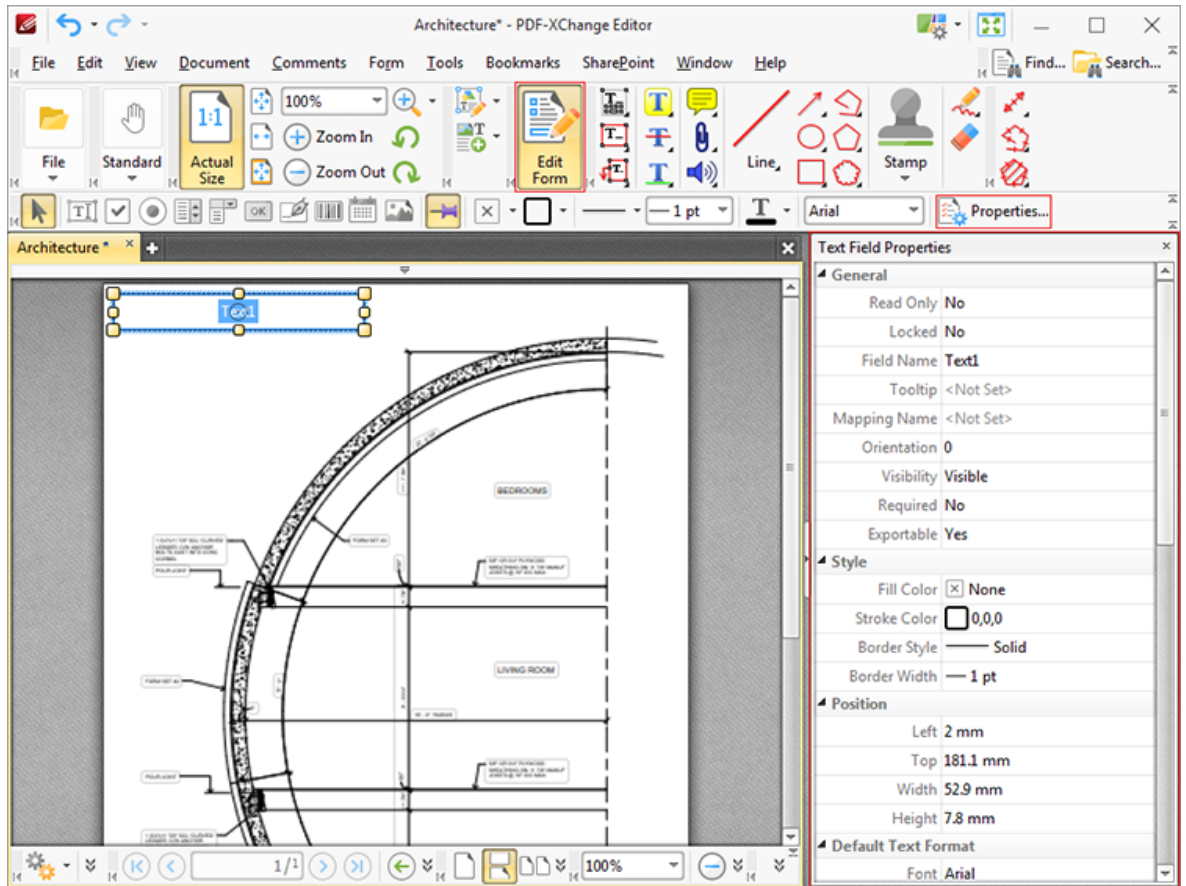 Architecture* - PDF-XChange Editor
File Edit View Document Comments Form Tools Bookmarks SharePoint Window Help Find... Search...
100%
1:1
Zoom In
Zoom Out
File
Standard
Actual
Size
Edit
Form
Line
Stamp
OK
1 pt
Arial
Properties...
Architecture *
Text1
BEDROOMS
LIVING ROOM
Text Field Properties
General
Read Only No
Locked No
Field Name Text1
Tooltip <Not Set>
Mapping Name <Not Set>
Orientation 0
Visibility Visible
Required No
Exportable Yes
Style
Fill Color None
Stroke Color 0,0,0
Border Style Solid
Border Width 1 pt
Position
Left 2 mm
Top 181.1 mm
Width 52.9 mm
Height 7.8 mm
Default Text Format
Font Arial
1/1
100%